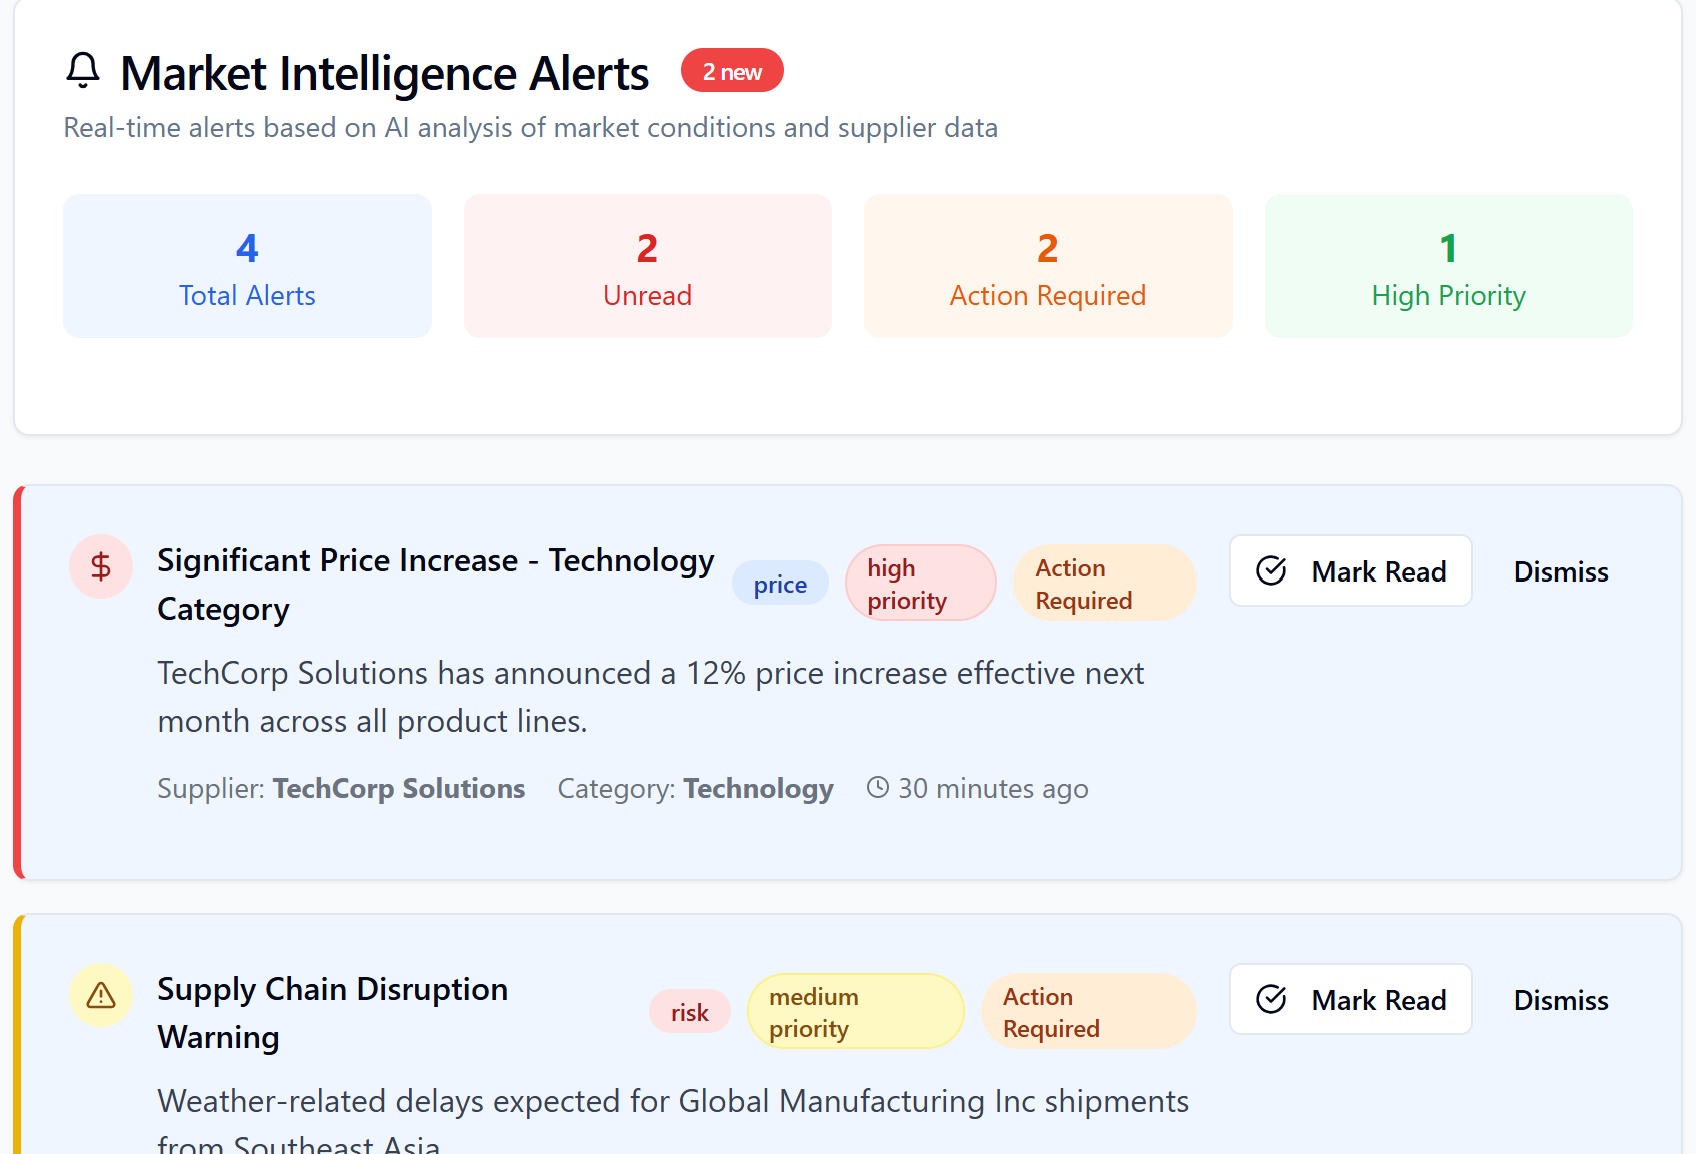 Market Intelligence Alerts
2 new
Real-time alerts based on AI analysis of market conditions and supplier data
4
Total Alerts
2
Unread
2
Action Required
1
High Priority
Significant Price Increase - Technology
Category
price
high
priority
Action
Required
Mark Read
Dismiss
TechCorp Solutions has announced a 12% price increase effective next
month across all product lines.
Supplier: TechCorp Solutions Category: Technology 30 minutes ago
Supply Chain Disruption
Warning
risk
medium
priority
Action
Required
Mark Read
Dismiss
Weather-related delays expected for Global Manufacturing Inc shipments
from Southeast Asia